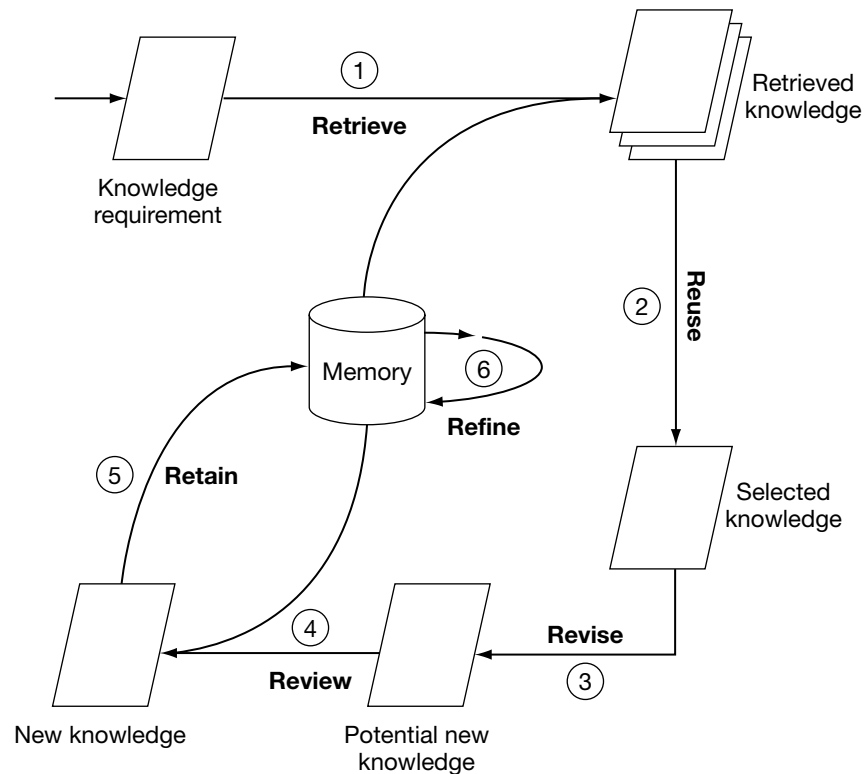 1
Retrieve
Knowledge
requirement
Retrieved
knowledge
2
Reuse
Memory
6
Refine
5
Retain
Selected
knowledge
4
Review
Revise
3
New knowledge
Potential new
knowledge